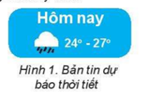 Hôm nay
24° - 27°
Hình 1. Bản tin dự
báo thời tiết